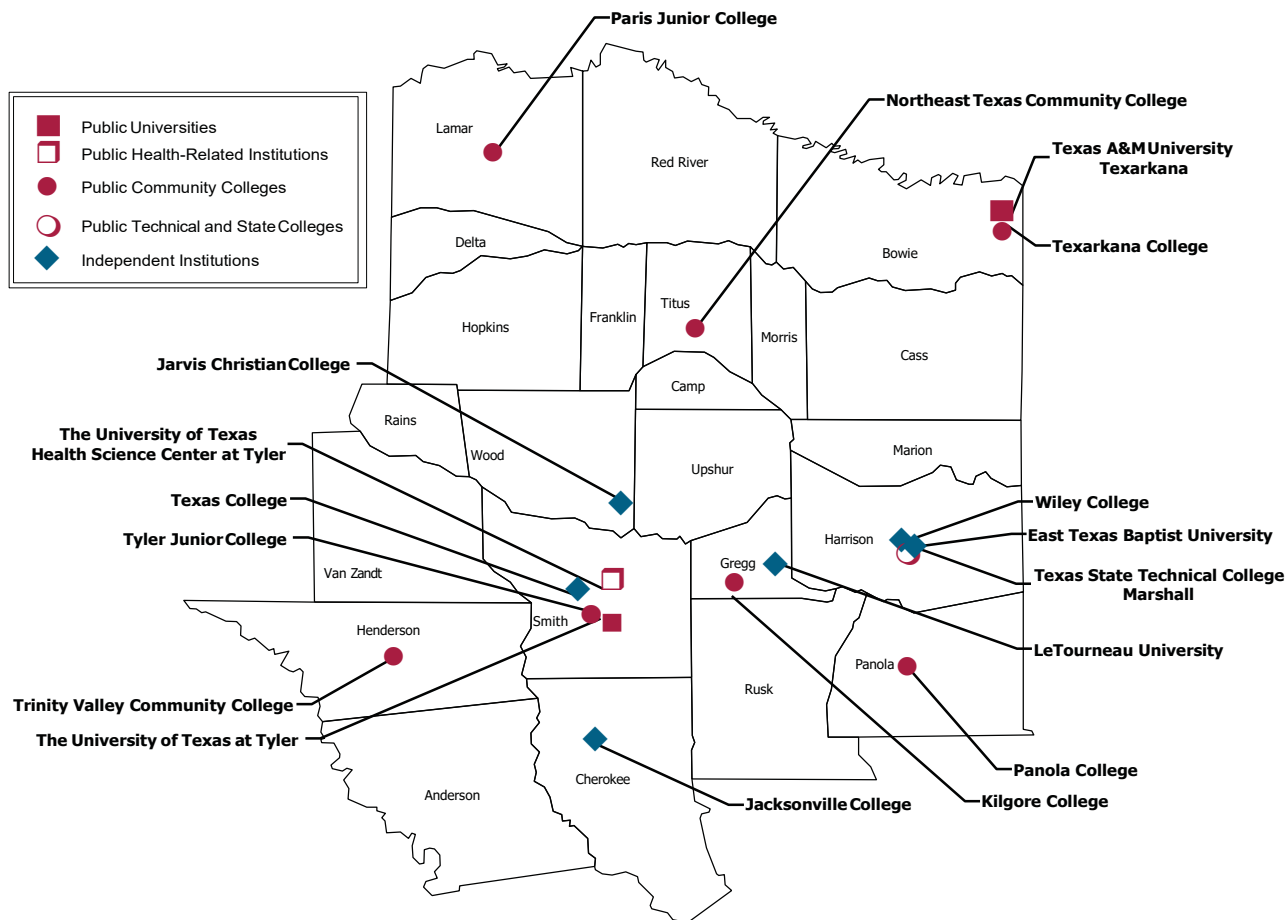 Paris Junior College
Northeast Texas Community College
Public Universities
Public Health-Related Institutions
Public Community Colleges
Public Technical and State Colleges
Independent Institutions
Lamar
Red River
Texas A&M University
Texarkana
Texarkana College
Delta
Bowie
Hopkins
Franklin
Titus
Morris
Cass
Jarvis Christian College
Camp
Rains
The University of Texas
Health Science Center at Tyler
Wood
Upshur
Marion
Texas College
Wiley College
Tyler Junior College
Harrison
East Texas Baptist University
Van Zandt
Gregg
Texas State Technical College
Marshall
Henderson
Smith
LeTourneau University
Panola
Rusk
Trinity Valley Community College
The University of Texas at Tyler
Cherokee
Panola College
Anderson
Jacksonville College
Kilgore College